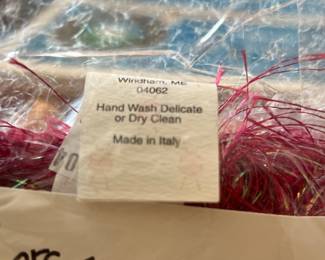 Windham, ME
04062
Hand Wash Delicate
or Dry Clean
Made in Italy